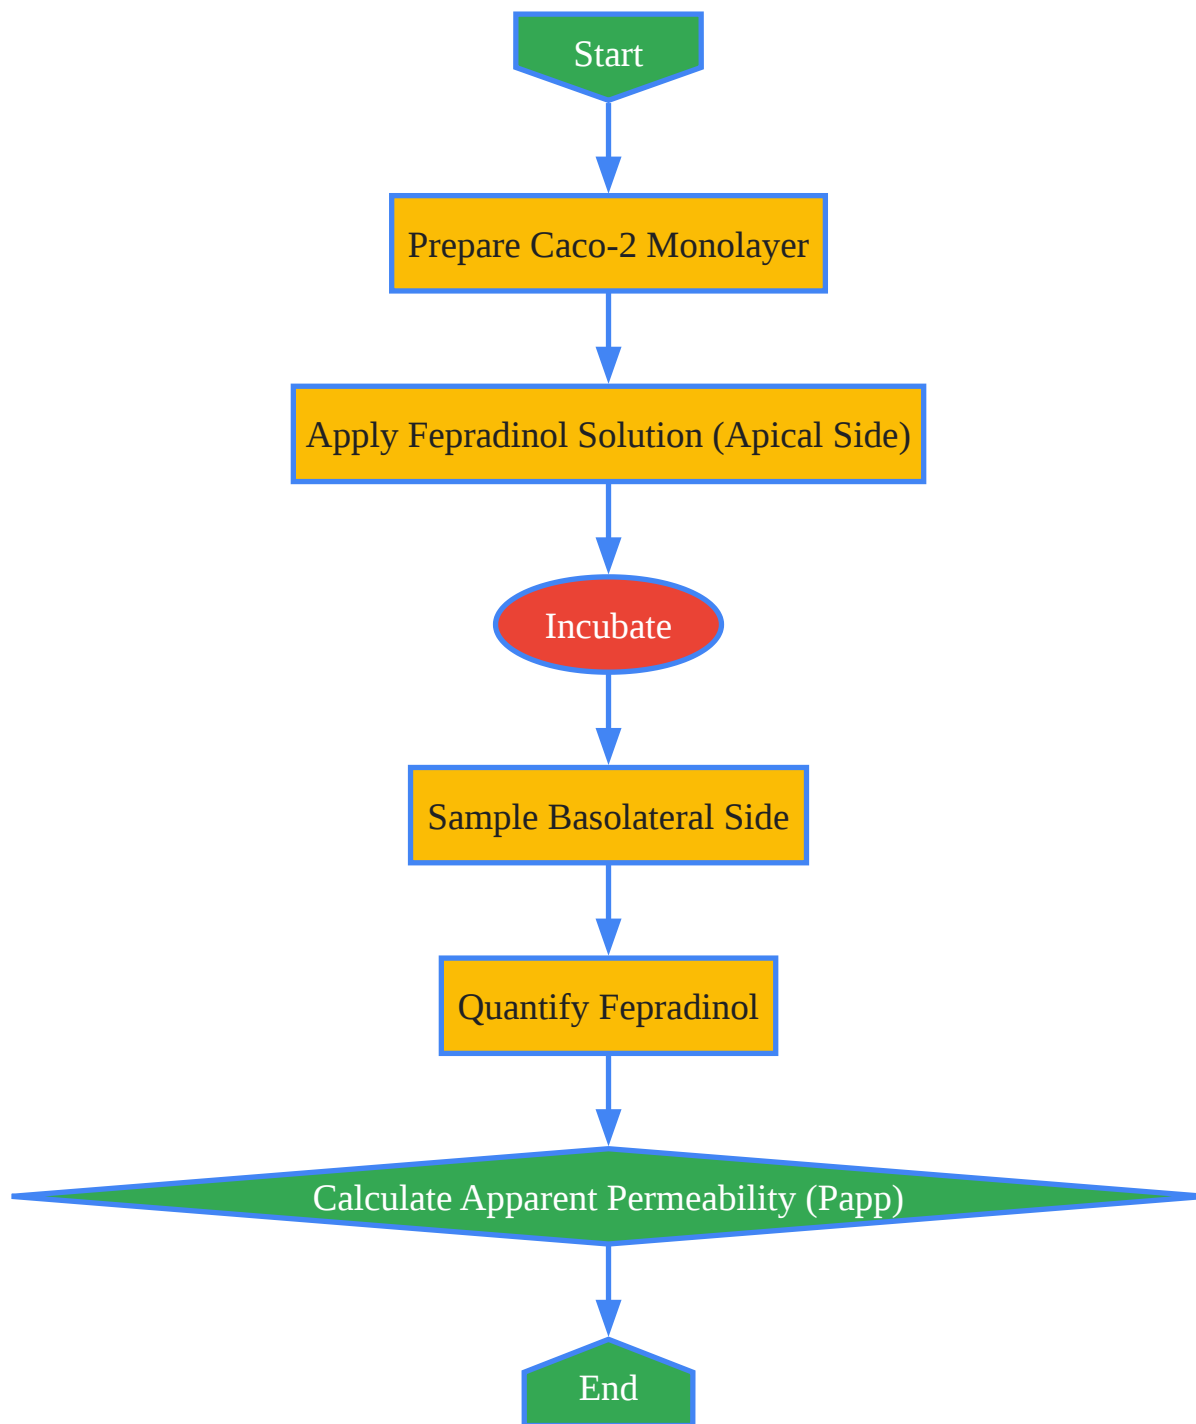 Start
Prepare Caco-2 Monolayer
Apply Fepradinol Solution (Apical Side)
Incubate
Sample Basolateral Side
Quantify Fepradinol
Calculate Apparent Permeability (Papp)
End